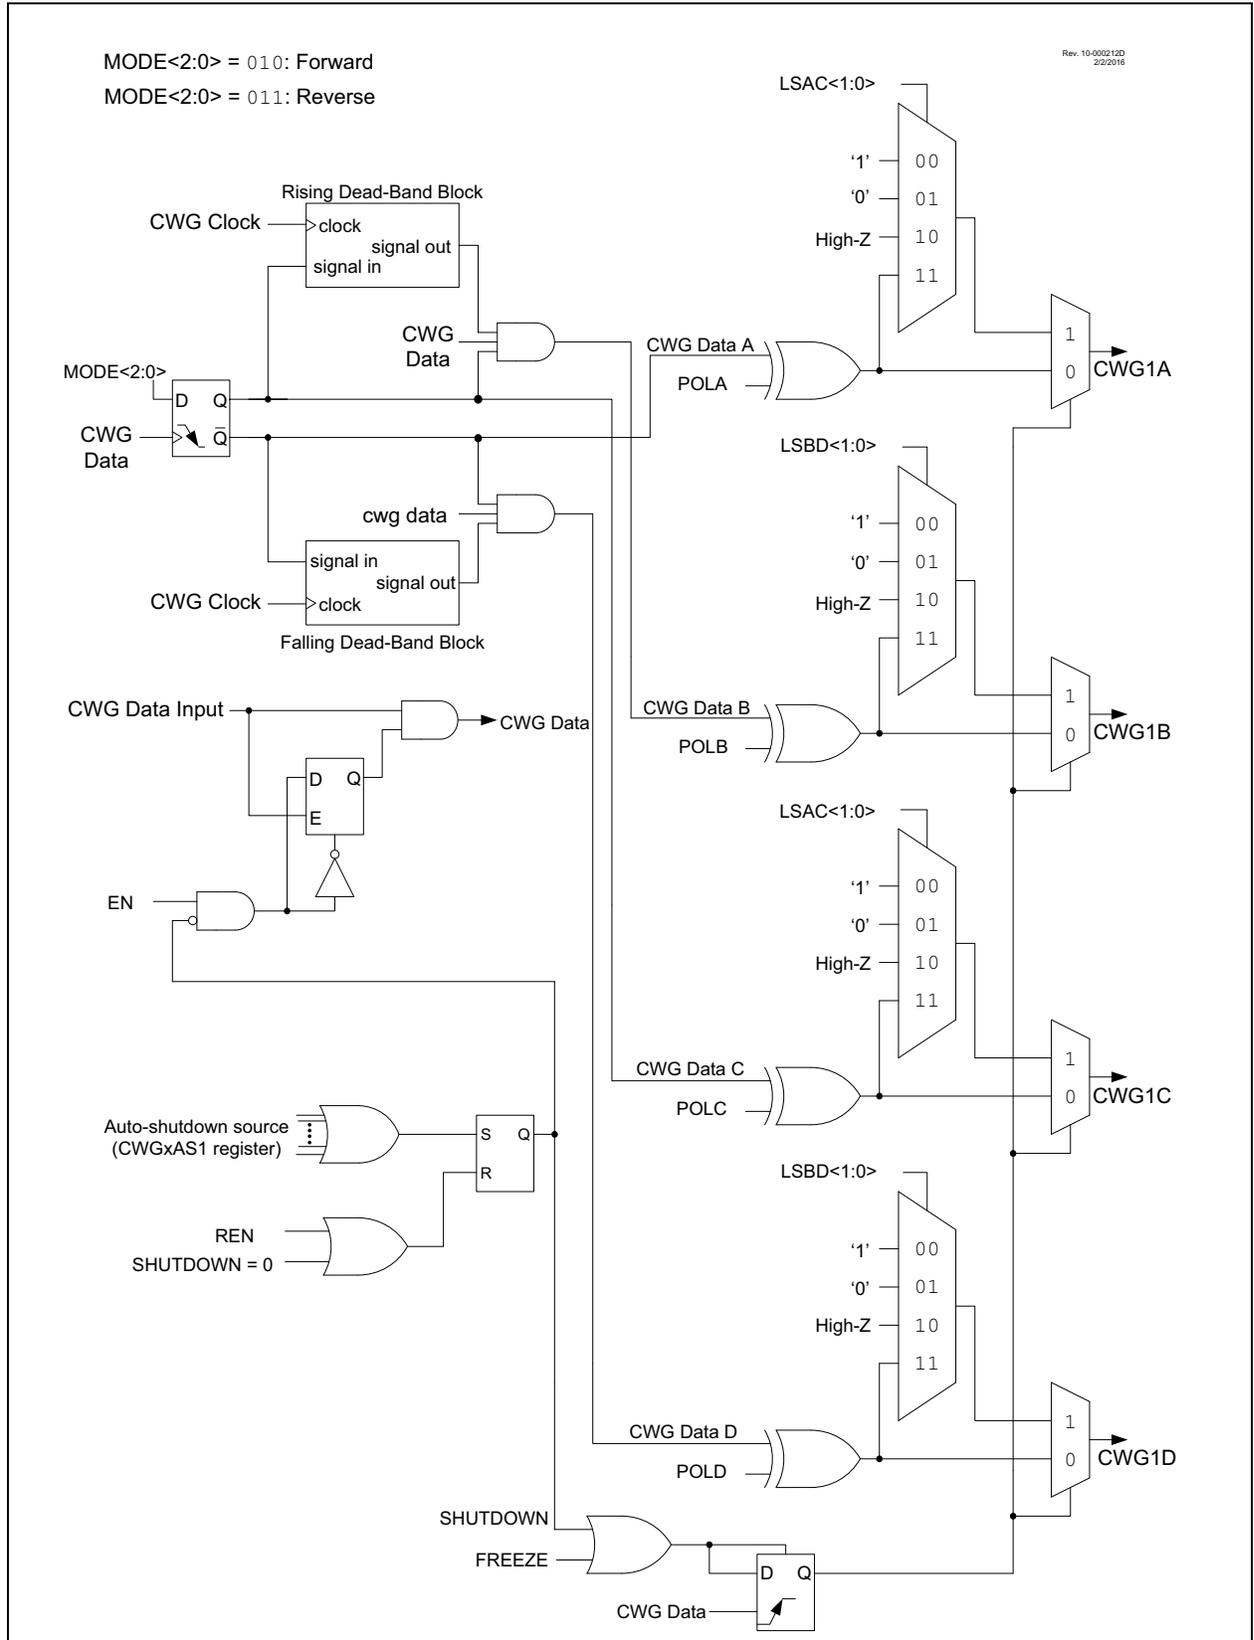 MODE<2:0> = 010: Forward
MODE<2:0> = 011: Reverse
Rev. 10-000212D
2/2/2016
LSAC<1:0>
'1'
00
'0'
01
High-Z
10
11
Rising Dead-Band Block
CWG Clock
clock
signal out
signal in
CWG
Data
MODE<2:0>
D
Q
CWG
Data
Q̅
CWG Data A
POLA
1
0
CWG1A
cwg data
signal in
signal out
CWG Clock
clock
Falling Dead-Band Block
LSBD<1:0>
'1'
00
'0'
01
High-Z
10
11
CWG Data B
POLB
1
0
CWG1B
CWG Data Input
CWG Data
D
Q
E
EN
LSAC<1:0>
'1'
00
'0'
01
High-Z
10
11
CWG Data C
POLC
1
0
CWG1C
Auto-shutdown source
(CWGxAS1 register)
S
Q
R
REN
SHUTDOWN = 0
LSBD<1:0>
'1'
00
'0'
01
High-Z
10
11
CWG Data D
POLD
1
0
CWG1D
SHUTDOWN
FREEZE
D
Q
CWG Data